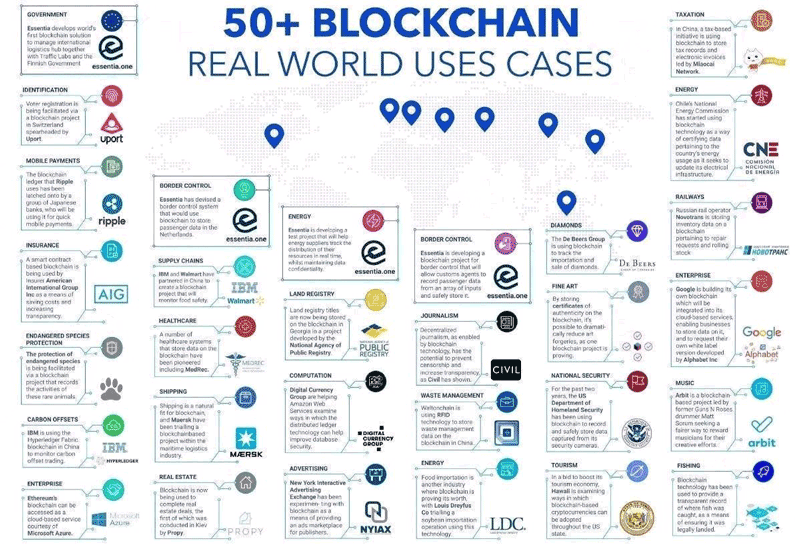 50+ BLOCKCHAIN
REAL WORLD USES CASES
GOVERNMENT
Essentia develops world's
first blockchain solution
to manage international
logistics hub together
with Traffic Labs and the
Finnish Government
essentia.one
IDENTIFICATION
Voter registration is
being facilitated via
a blockchain project
in Switzerland
spearheaded by
Uport.
uport
MOBILE PAYMENTS
The blockchain
ledger that Ripple
uses has been
latched onto by a
group of Japanese
banks, who will be
using it for quick
mobile payments.
ripple
INSURANCE
A smart contract
based blockchain is
being used by
Insurer American
International Group
Inc as a means of
saving costs and
increasing
transparency.
AIG
ENDANGERED SPECIES
PROTECTION
The protection of
endangered species
is being facilitated
via a blockchain
project that records
the activities of
these rare animals.
CARBON OFFSETS
IBM is using the
Hyperledger Fabric
blockchain in China
to monitor carbon
offset trading.
IBM
HYPERLEDGER
ENTERPRISE
Ethereum's
blockchain can be
accessed as a
cloud-based service
courtesy of
Microsoft Azure.
Microsoft
Azure
BORDER CONTROL
Essentia has devised a
border control system
that would use
blockchain to store
passenger data in the
Netherlands.
essentia.one
SUPPLY CHAINS
IBM and Walmart have
partnered in China to
create a blockchain
project that will
monitor food safety.
IBM
Walmart
HEALTHCARE
A number of
healthcare systems
that store data on the
blockchain have been
pioneered including
Medilec.
MEDREC
SHIPPING
Shipping is a natural
fit for blockchain, and
Maersk have been
trialling a
blockchain-based
project within the
maritime logistics
industry.
MÆRSK
REAL ESTATE
Blockchain is now
being used to
complete real estate
deals, the first of
which was
conducted in Kiev
by Propy.
PROPY
ENERGY
Essentia is developing a
test project that will help
energy suppliers track the
distribution of their
resources in real time,
whilst maintaining data
confidentiality.
essentia.one
LAND REGISTRY
Land registry titles
are now being stored
on the blockchain in
Georgia in a project
developed by the
National Agency of
Public Registry.
PUBLIC
REGISTRY
COMPUTATION
Digital Currency
Group are helping
Amazon Web
Services examine
ways in which the
distributed ledger
technology can help
improve database
security.
DIGITAL
CURRENCY
GROUP
ADVERTISING
New York Interactive
Advertising
Exchange has been
experimenting with
blockchain as a
means of providing
an ads marketplace
for publishers.
NYIAX
BORDER CONTROL
Essentia is developing a
blockchain project for
border control that will
allow customs agents to
record passenger data
from an array of inputs
and safely store it.
essentia.one
JOURNALISM
Decentralized
journalism, as enabled
by blockchain
technology, has the
potential to prevent
censorship and
increase transparency,
as Civil has shown.
CIVIL
WASTE MANAGEMENT
Waltonchain is
using RFID
technology to store
waste management
data on the
blockchain in China.
ENERGY
Food importation is
another industry
where blockchain is
proving its worth,
with Louis Dreyfus
Co trialling a
soybean importation
operation using this
technology.
LDC.
DIAMONDS
The De Beers Group
is using blockchain
to track the
importation and
sale of diamonds.
DE BEERS
FINE ART
By storing
certificates of
authenticity on the
blockchain, it's
possible to
dramatically reduce art
forgeries, as one
blockchain project is
proving.
NATIONAL SECURITY
For the past two
years, the US
Department of
Homeland Security
has been using
blockchain to record
and safely store data
captured from its
security cameras.
TOURISM
In a bid to boost its
tourism economy,
Hawaii is examining
ways in which
blockchain-based
cryptocurrencies can
be adopted
throughout the US
state.
TAXATION
In China, a tax-based
initiative is using
blockchain to store
tax records and
electronic invoices
led by Miaocai
Network.
ENERGY
Chile's National
Energy Commission
has started using
blockchain
technology as a way
of certifying data
pertaining to the
country's energy
usage as it seeks to
update its electrical
infrastructure.
CNE
COMISIÓN
NACIONAL
DE ENERGÍA
RAILWAYS
Russian rail operator
Novotrans is storing
inventory data on a
blockchain
pertaining to repair
requests and rolling
stock
НОВОТРАНС
ENTERPRISE
Google is building its
own blockchain
which will be
integrated into its
cloud-based services,
enabling businesses
to store data on it,
and to request their
own white label
version developed by
Alphabet Inc
Google
Alphabet
MUSIC
Arbit is a blockchain
based project led by
former Guns N Roses
drummer Matt
Sorum seeking a
fairer way to reward
musicians for their
creative efforts.
arbit
FISHING
Blockchain
technology has been
used to provide a
transparent record
of where fish was
caught, as a means
of ensuring it was
legally landed.